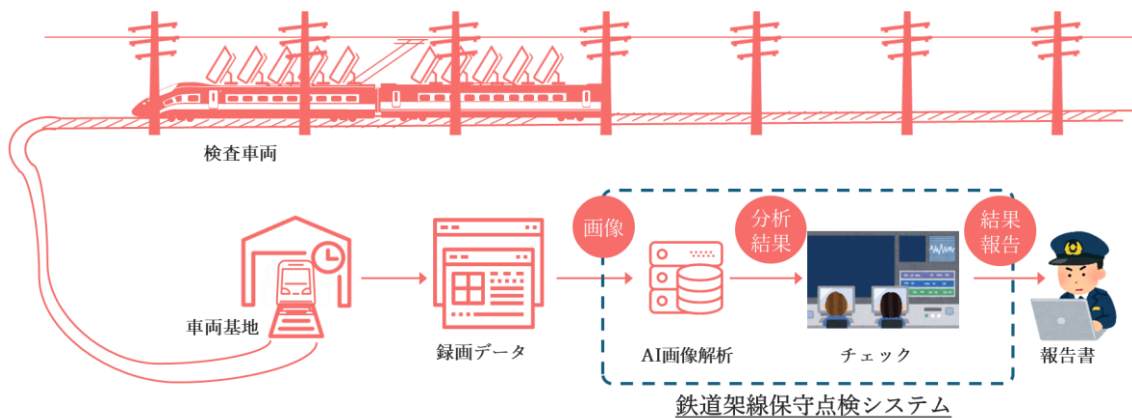 検査車両
画像
分析
結果
結果
報告
車両基地
録画データ
AI画像解析
チェック
報告書
鉄道架線保守点検システム